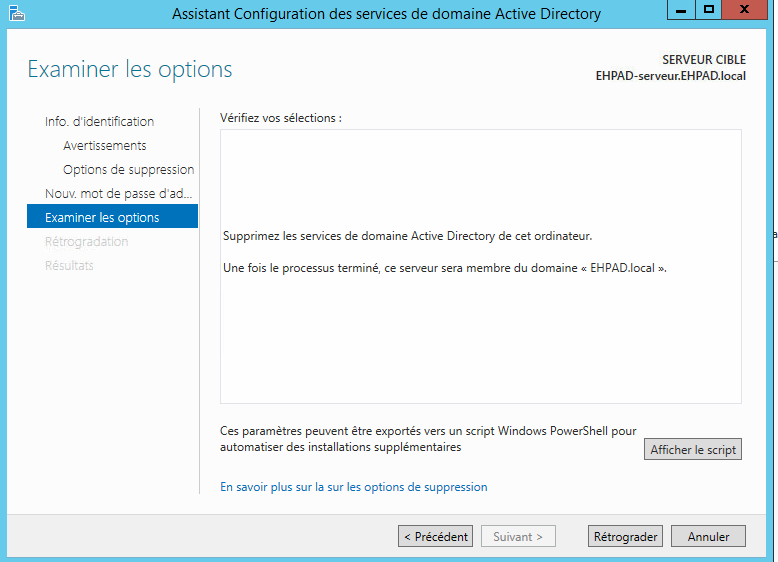 Assistant Configuration des services de domaine Active Directory
Examiner les options
SERVEUR CIBLE
EHPAD-serveur.EHPAD.local
Info. d'identification
Avertissements
Options de suppression
Nouv. mot de passe d'ad...
Examiner les options
Rétrogradation
Résultats
Vérifiez vos sélections :
Supprimez les services de domaine Active Directory de cet ordinateur.
Une fois le processus terminé, ce serveur sera membre du domaine « EHPAD.local ».
Ces paramètres peuvent être exportés vers un script Windows PowerShell pour
automatiser des installations supplémentaires
Afficher le script
En savoir plus sur la sur les options de suppression
< Précédent
Suivant >
Rétrograder
Annuler